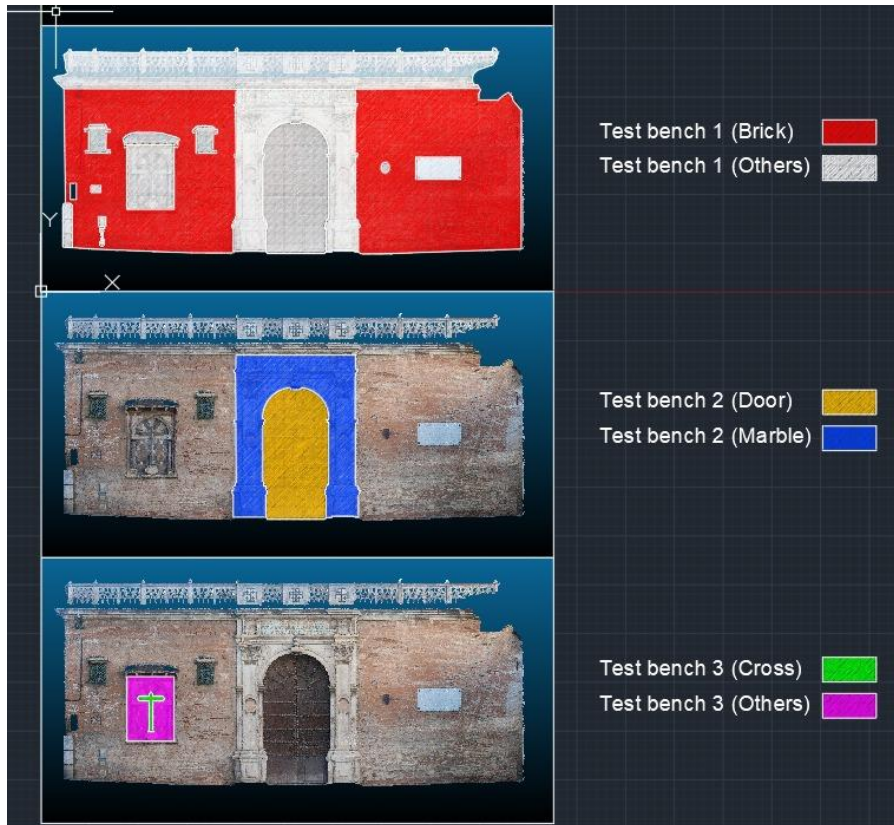 Test bench 1 (Brick)
Test bench 1 (Others)
Y
X
Test bench 2 (Door)
Test bench 2 (Marble)
Test bench 3 (Cross)
Test bench 3 (Others)